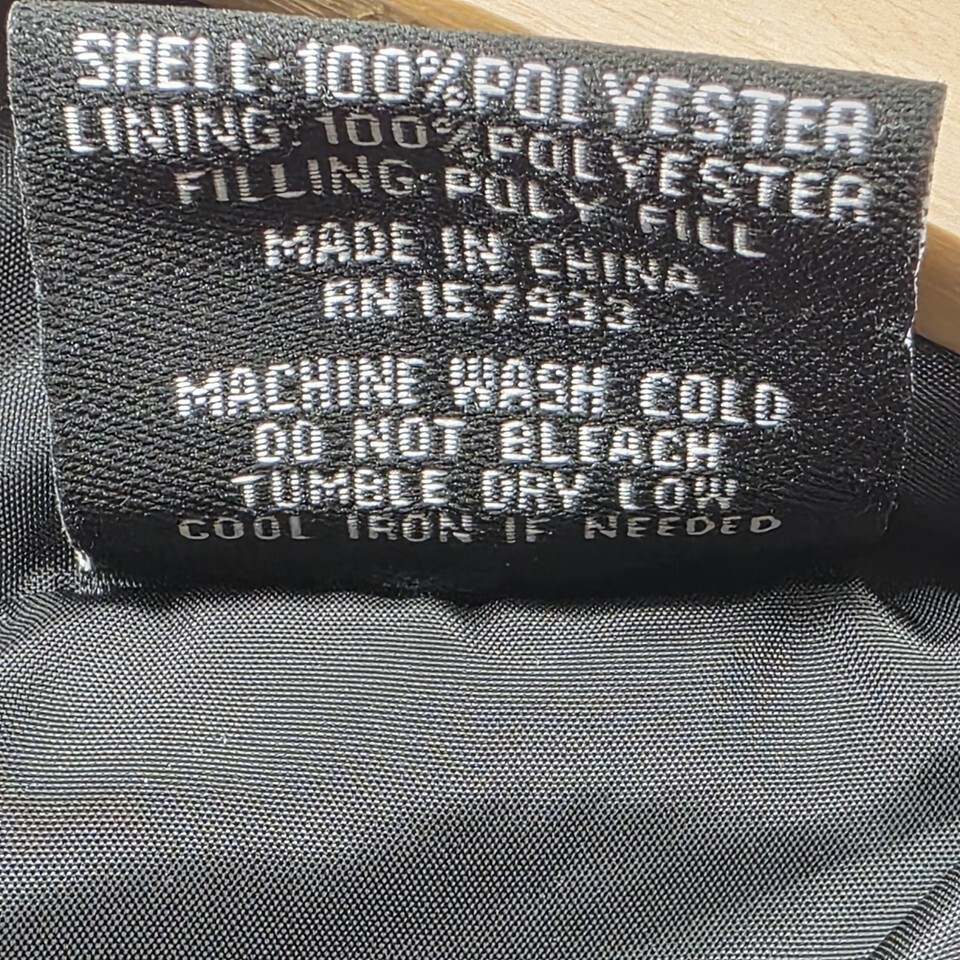 SHELL:100%POLYESTER
LINING:100%POLYESTER
FILLING:POLY FILL
MADE IN CHINA
RN157933
MACHINE WASH COLD
DO NOT BLEACH
TUMBLE DRY LOW
COOL IRON IF NEEDED